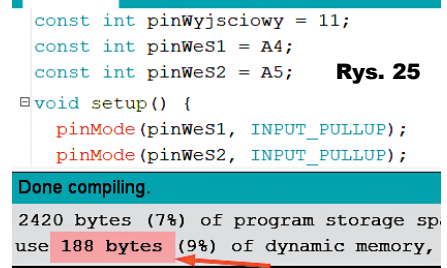 const int pinWyjsciowy = 11;
const int pinWeS1 = A4;
const int pinWeS2 = A5;
Rys. 25
void setup() {
pinMode(pinWeS1, INPUT_PULLUP);
pinMode(pinWeS2, INPUT_PULLUP);
Done compiling.
2420 bytes (7%) of program storage spa
use 188 bytes (9%) of dynamic memory,